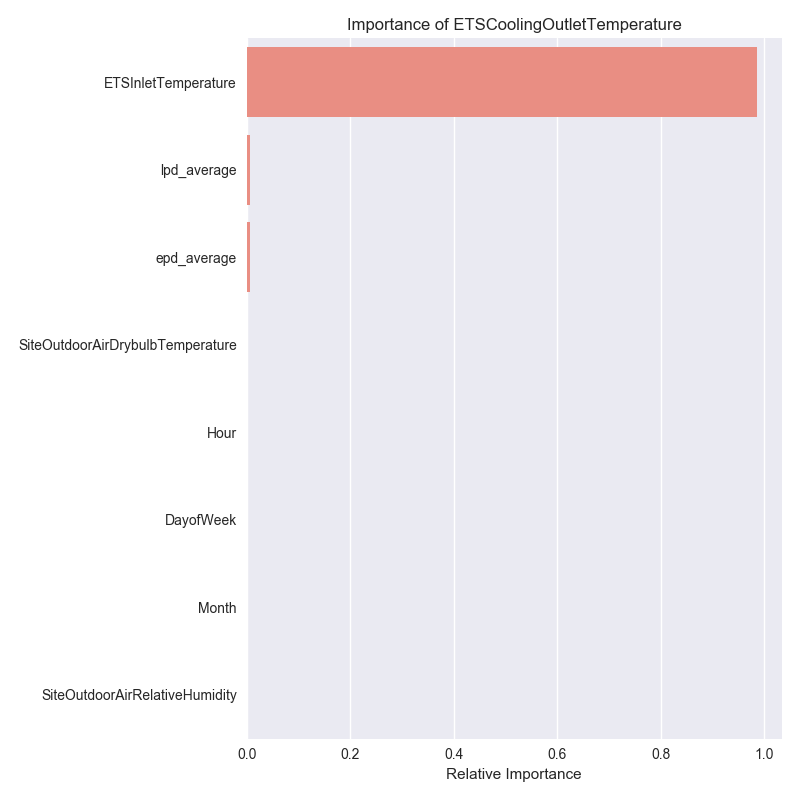 Importance of ETSCoolingOutletTemperature
ETSInletTemperature
lpd_average
epd_average
SiteOutdoorAirDrybulbTemperature
Hour
DayofWeek
Month
SiteOutdoorAirRelativeHumidity
0.0 0.2 0.4 0.6 0.8 1.0
Relative Importance